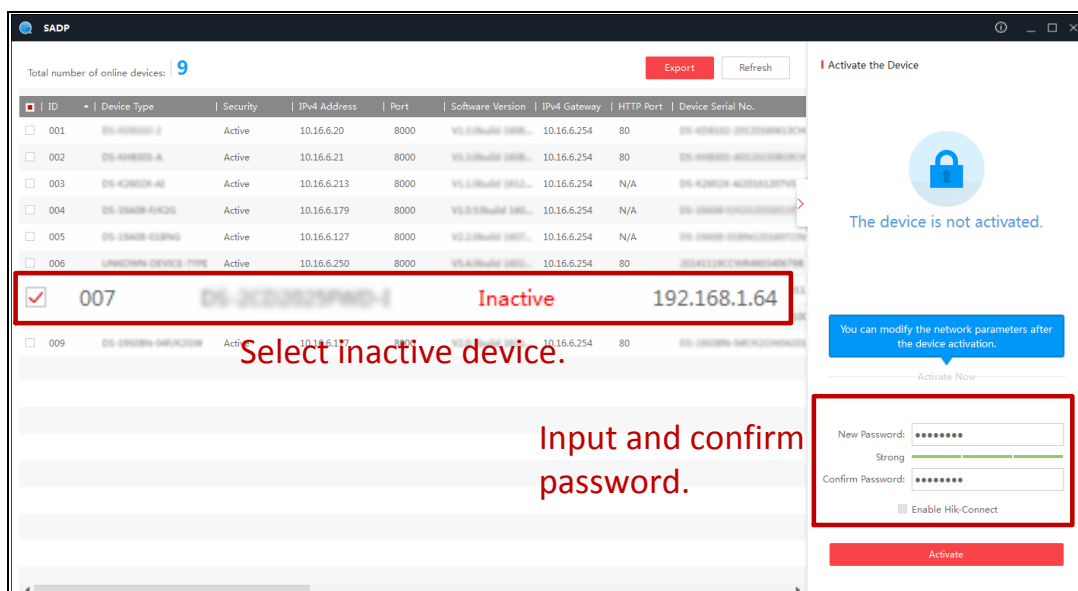 SADP
Total number of online devices: 9
Export
Refresh
ID Device Type Security IPv4 Address Port Software Version IPv4 Gateway HTTP Port Device Serial No.
001 Active 10.16.6.20 8000 10.16.6.254 80
002 Active 10.16.6.21 8000 10.16.6.254 80
003 Active 10.16.6.213 8000 10.16.6.254 N/A
004 Active 10.16.6.179 8000 10.16.6.254 N/A
005 Active 10.16.6.127 8000 10.16.6.254 N/A
006 Active 10.16.6.250 8000 10.16.6.254 80
007 Inactive 192.168.1.64
009 Active 8000 10.16.6.254 80
Select inactive device.
Input and confirm
password.
Activate the Device
The device is not activated.
You can modify the network parameters after
the device activation.
Activate Now
New Password: ●●●●●●●●
Strong
Confirm Password: ●●●●●●●●
Enable Hik-Connect
Activate